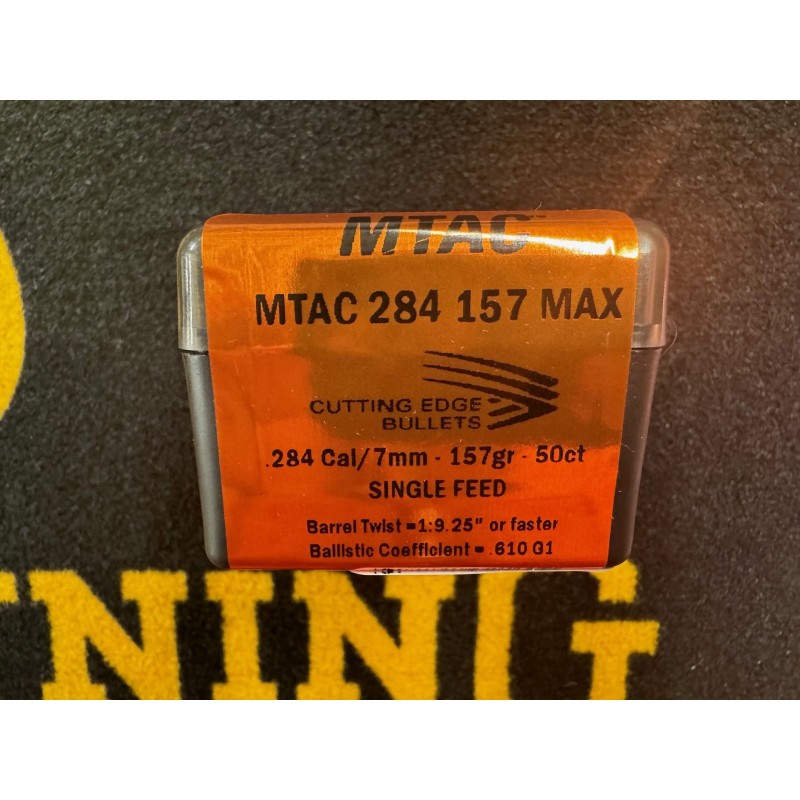 MTAC™
MTAC 284 157 MAX
CUTTING EDGE
BULLETS
.284 Cal/7mm - 157gr - 50ct
SINGLE FEED
Barrel Twist = 1:9.25" or faster
Ballistic Coefficient = .610 G1
NING